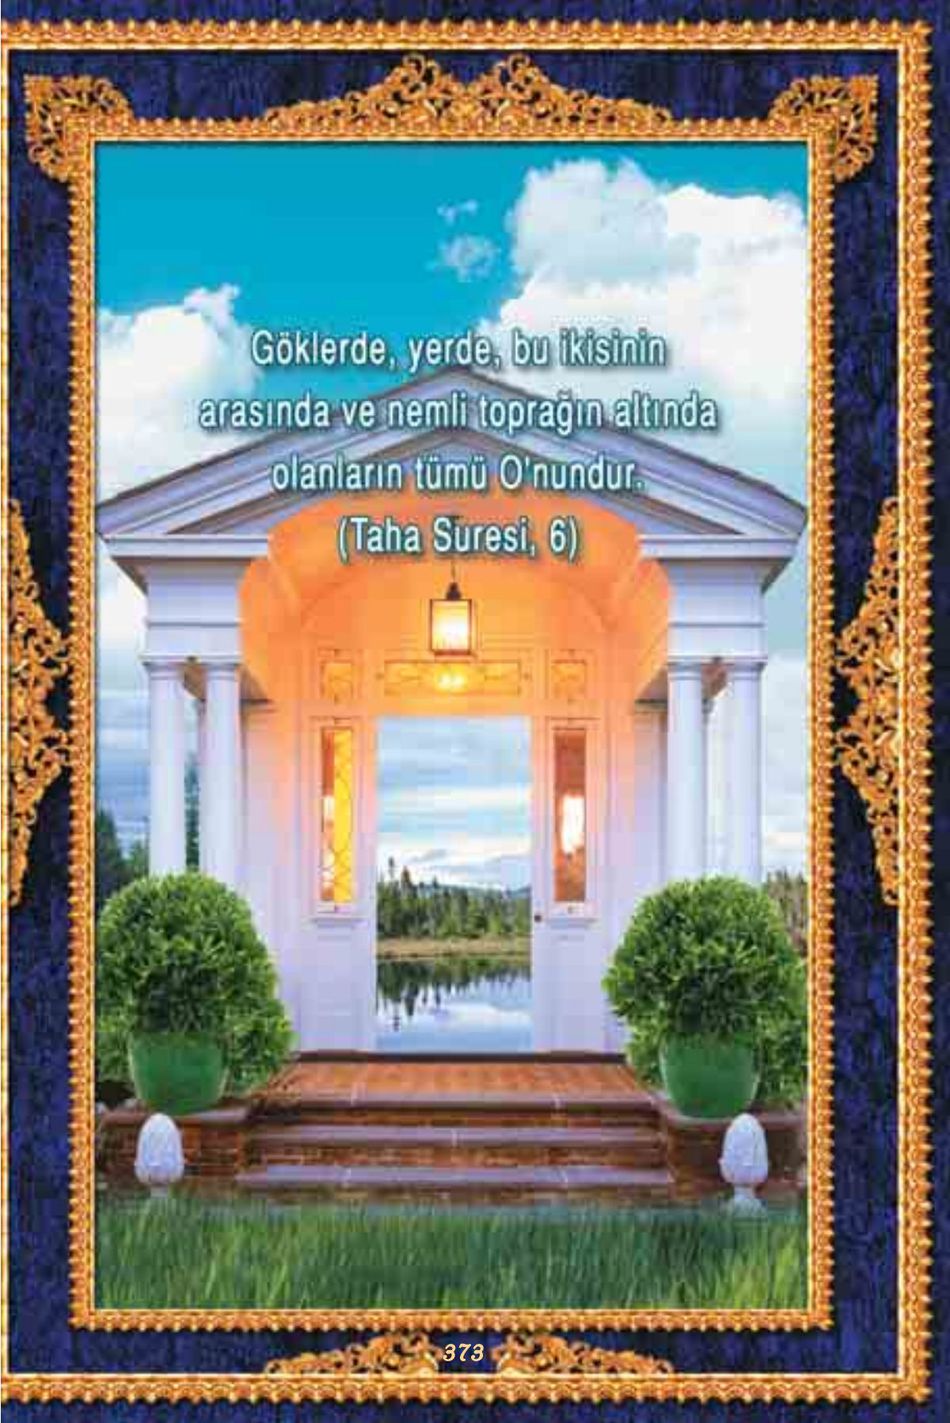 Göklerde, yerde, bu ikisinin
arasında ve nemli toprağın altında
olanların tümü O'nundur.
(Taha Suresi, 6)
373